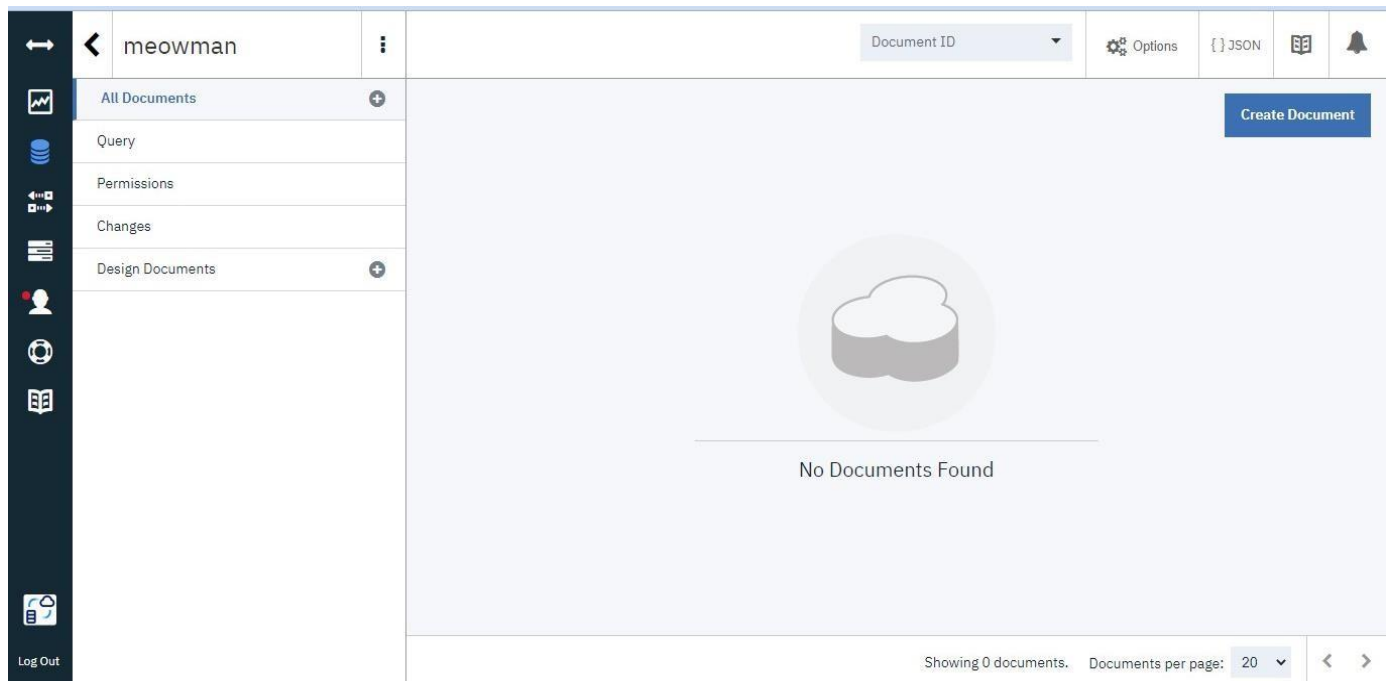 meowman
Document ID
Options
{ } JSON
All Documents
Create Document
Query
Permissions
Changes
Design Documents
No Documents Found
Log Out
Showing 0 documents. Documents per page: 20